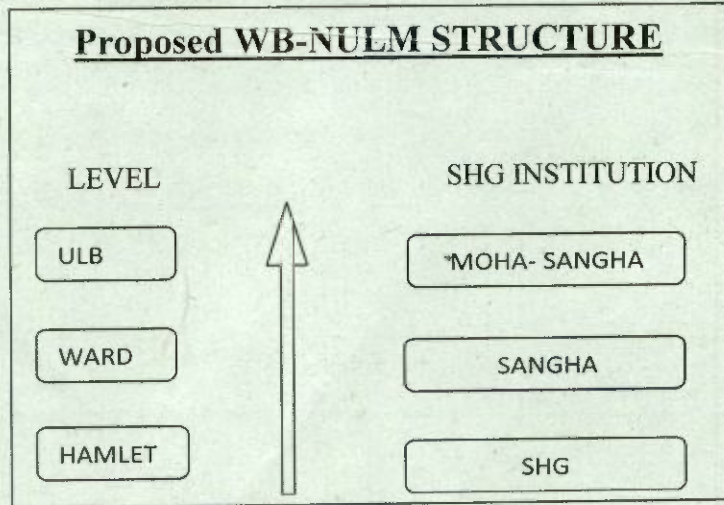 Proposed WB-NULM STRUCTURE
LEVEL SHG INSTITUTION
ULB MOHA- SANGHA
WARD SANGHA
HAMLET SHG